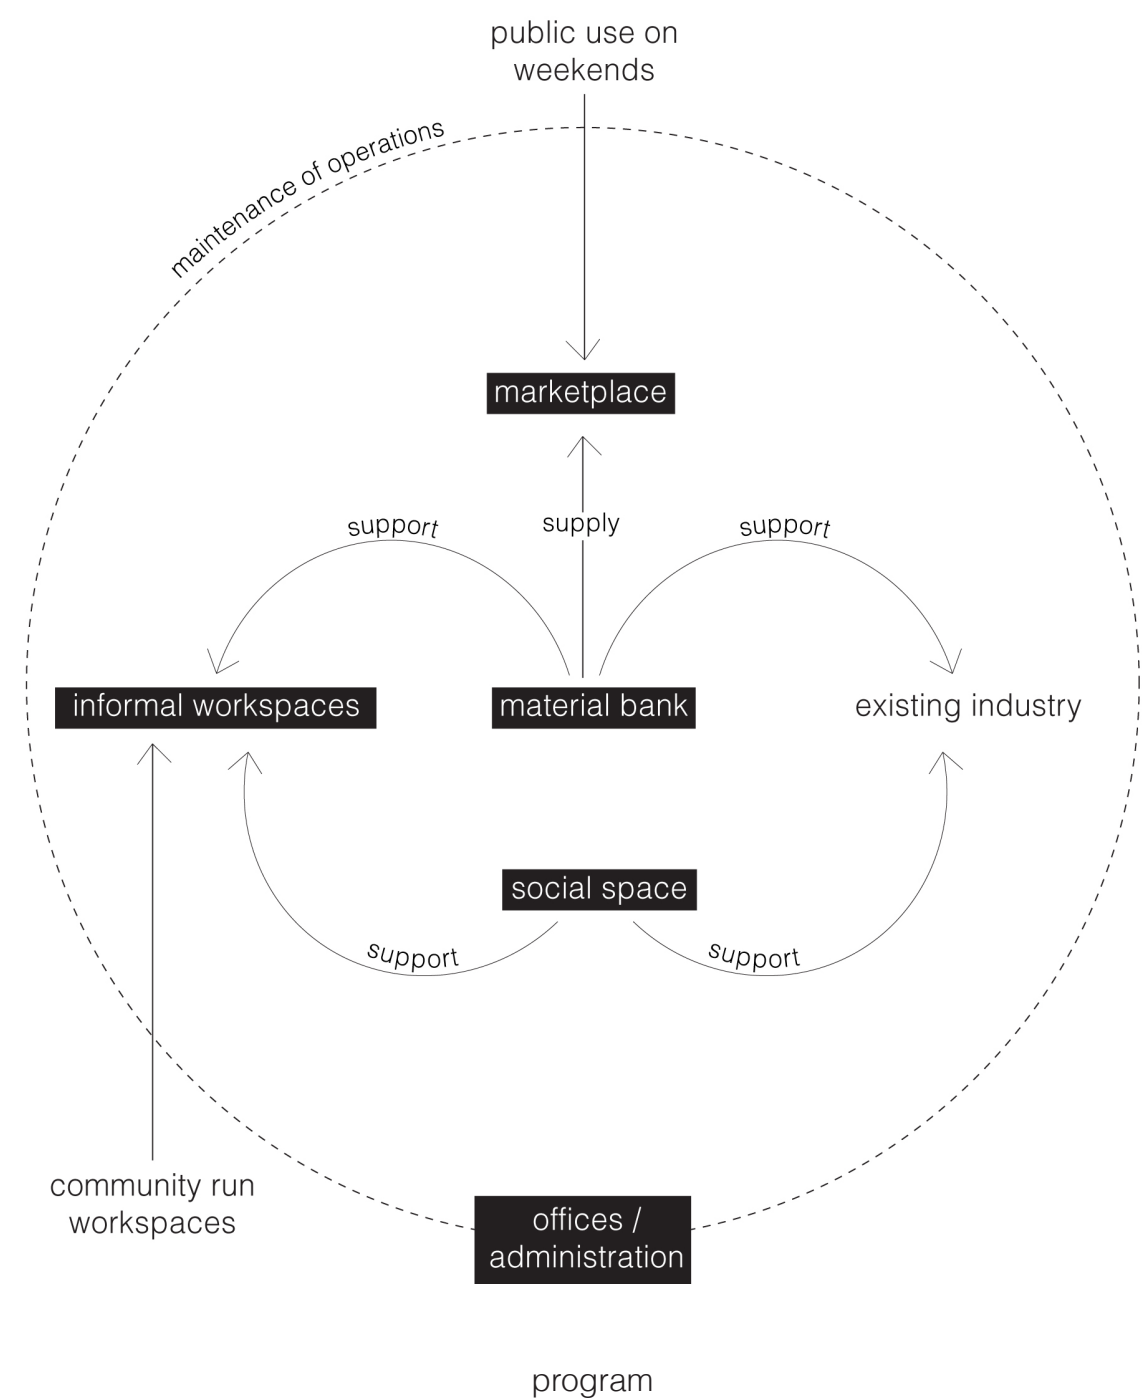 public use on
weekends
maintenance of operations
marketplace
support
supply
support
informal workspaces
material bank
existing industry
social space
support
support
community run
workspaces
offices /
administration
program